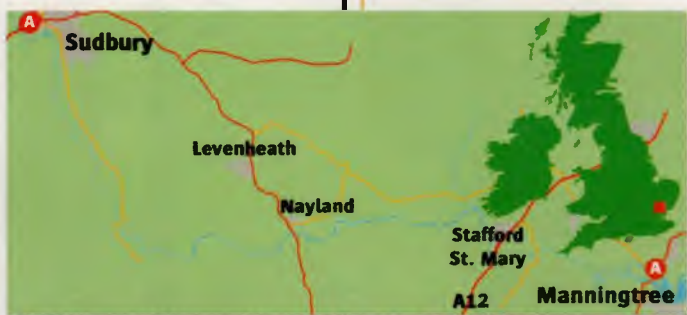 A
Sudbury
Levenheath
Nayland
Stafford
St. Mary
A
A12
Manningtree